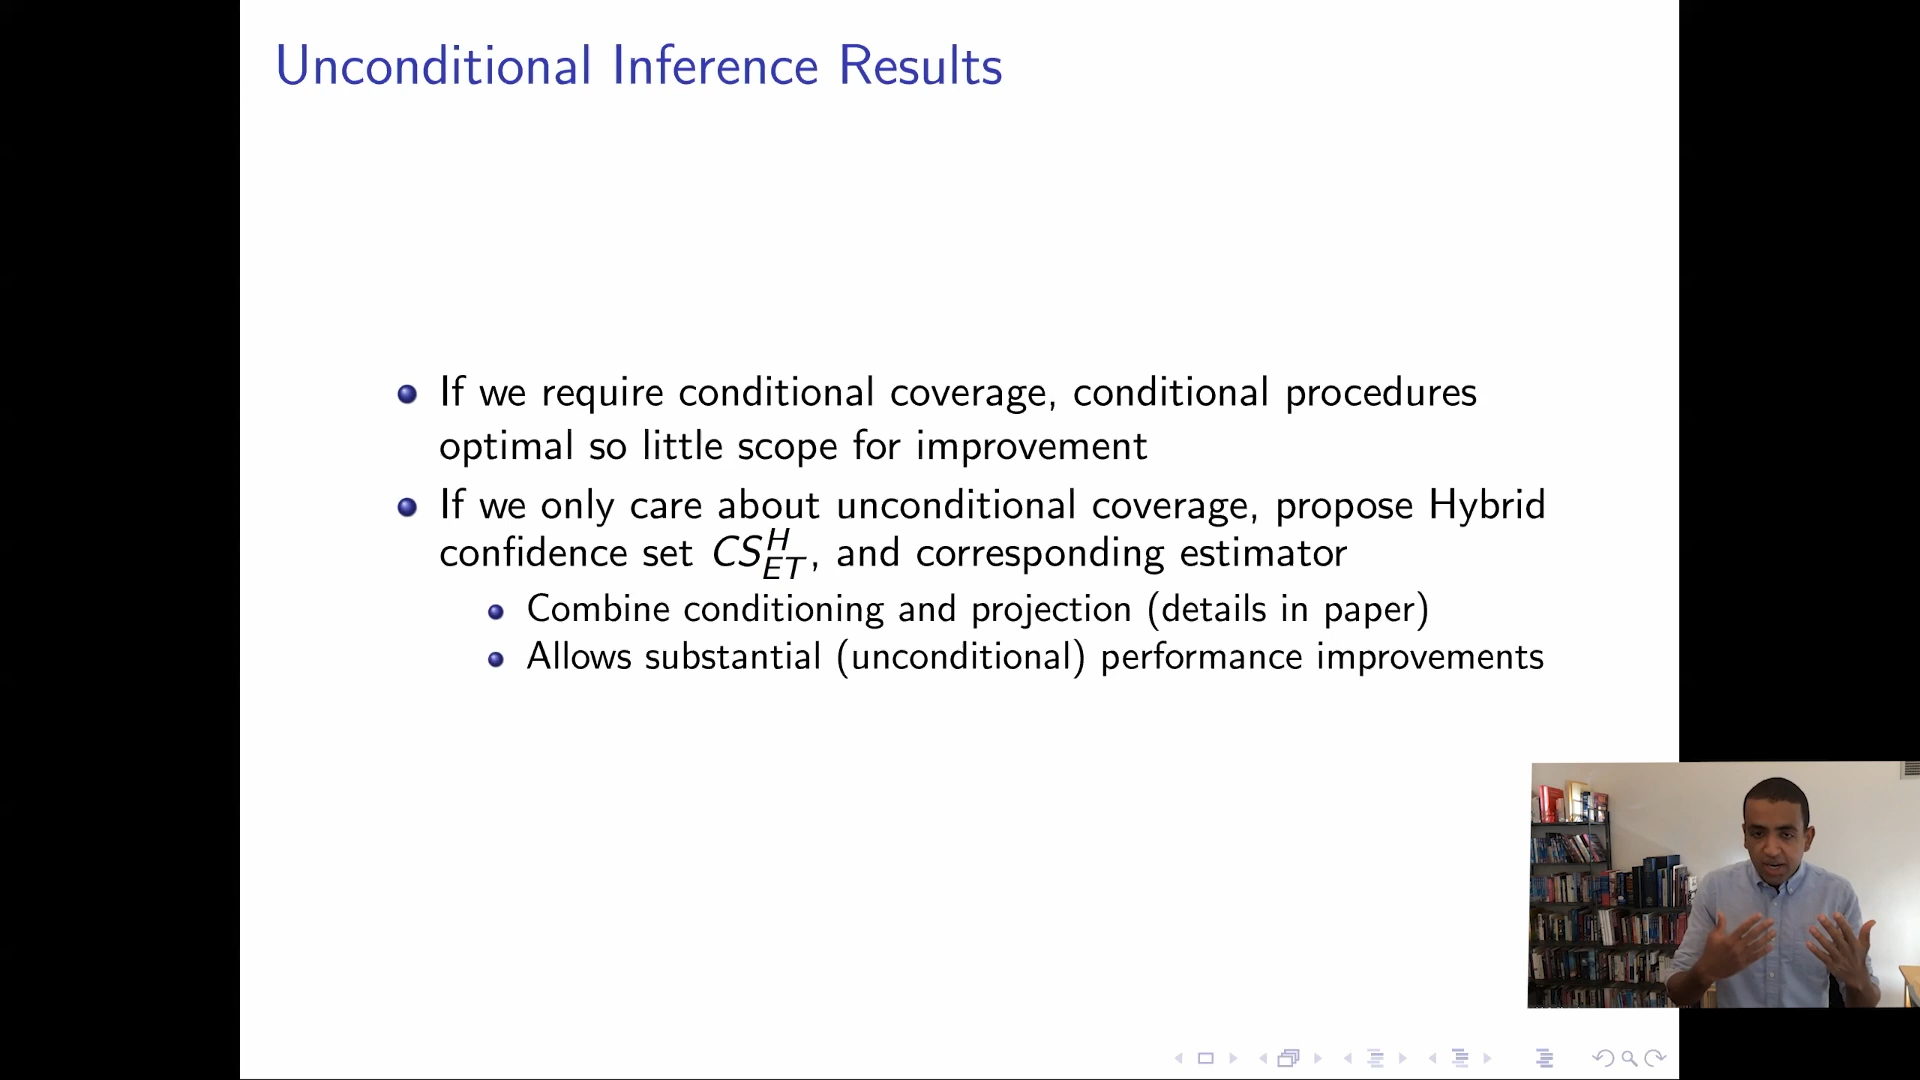 Unconditional Inference Results
If we require conditional coverage, conditional procedures
optimal so little scope for improvement
If we only care about unconditional coverage, propose Hybrid
confidence set CS^H_ET, and corresponding estimator
Combine conditioning and projection (details in paper)
Allows substantial (unconditional) performance improvements